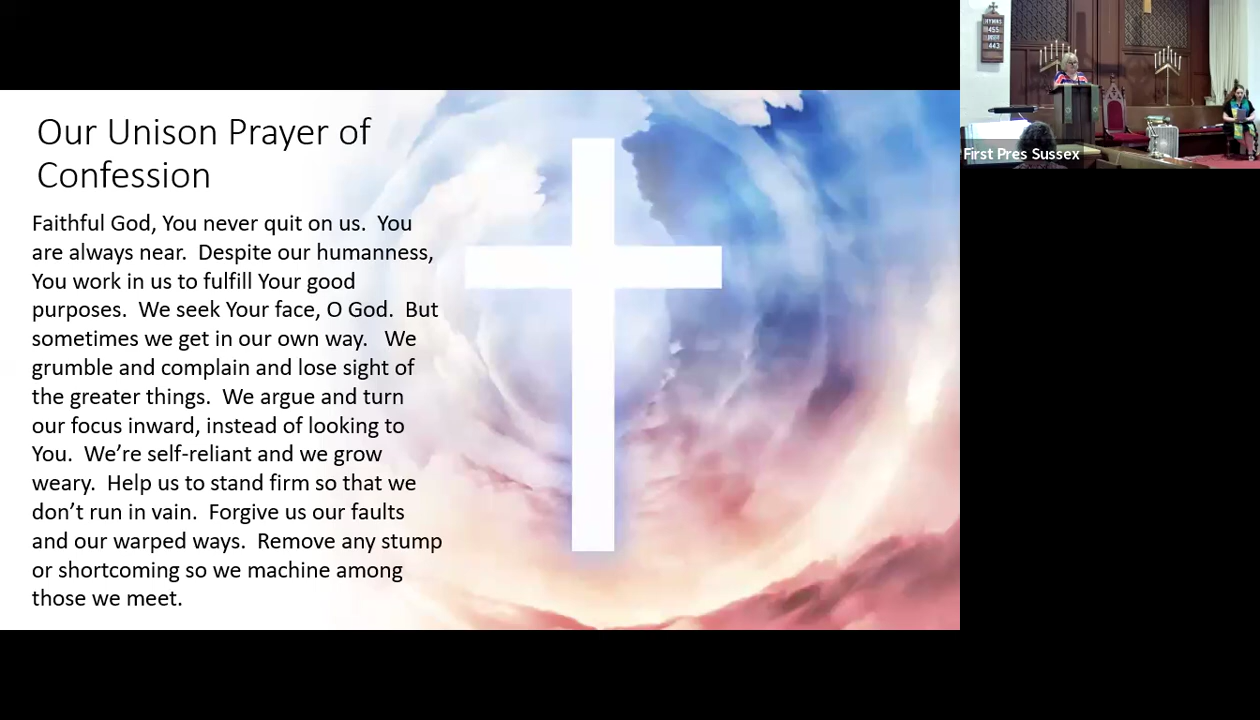 Our Unison Prayer of
Confession
Faithful God, You never quit on us. You
are always near. Despite our humanness,
You work in us to fulfill Your good
purposes. We seek Your face, O God. But
sometimes we get in our own way. We
grumble and complain and lose sight of
the greater things. We argue and turn
our focus inward, instead of looking to
You. We’re self-reliant and we grow
weary. Help us to stand firm so that we
don’t run in vain. Forgive us our faults
and our warped ways. Remove any stump
or shortcoming so we machine among
those we meet.
HYMNS
455
443
First Pres Sussex